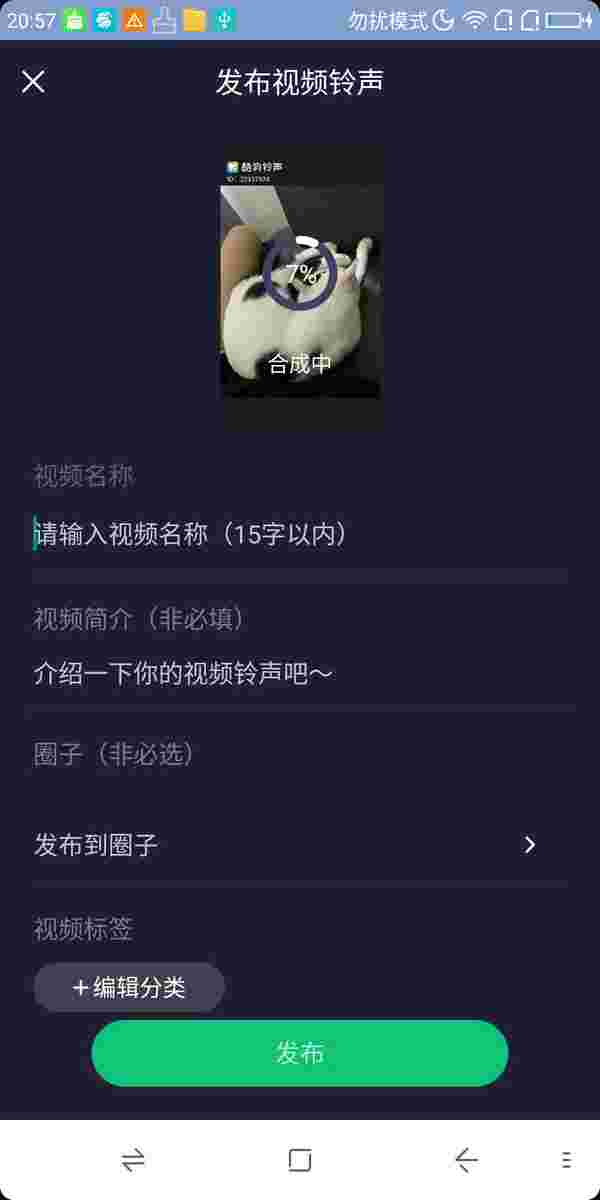 20:57
勿扰模式
发布视频铃声
酷狗铃声
7%
合成中
视频名称
请输入视频名称（15字以内）
视频简介（非必填）
介绍一下你的视频铃声吧～
圈子（非必选）
发布到圈子
视频标签
+编辑分类
发布